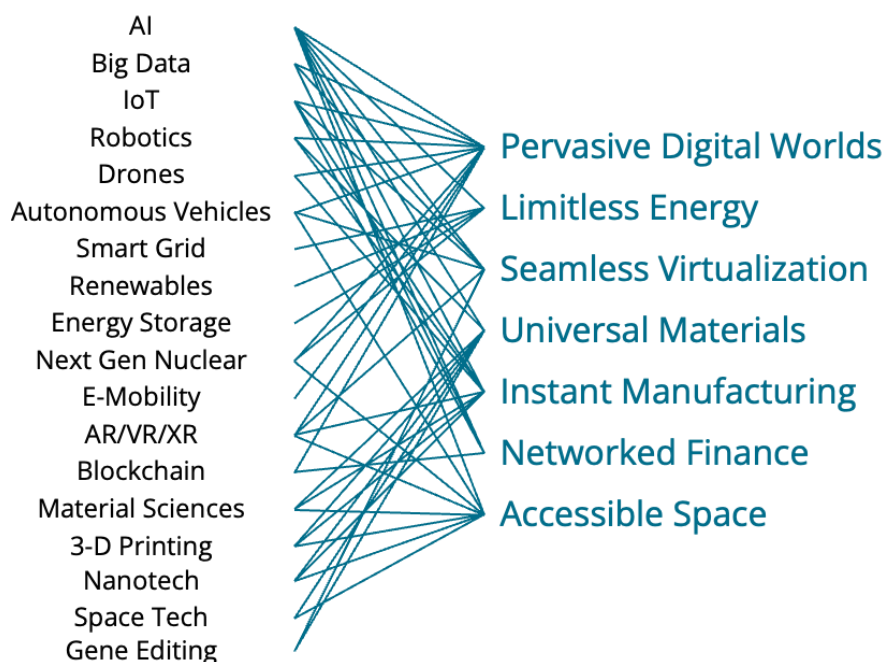 AI
Big Data
IoT
Robotics
Drones
Autonomous Vehicles
Smart Grid
Renewables
Energy Storage
Next Gen Nuclear
E-Mobility
AR/VR/XR
Blockchain
Material Sciences
3-D Printing
Nanotech
Space Tech
Gene Editing
Pervasive Digital Worlds
Limitless Energy
Seamless Virtualization
Universal Materials
Instant Manufacturing
Networked Finance
Accessible Space